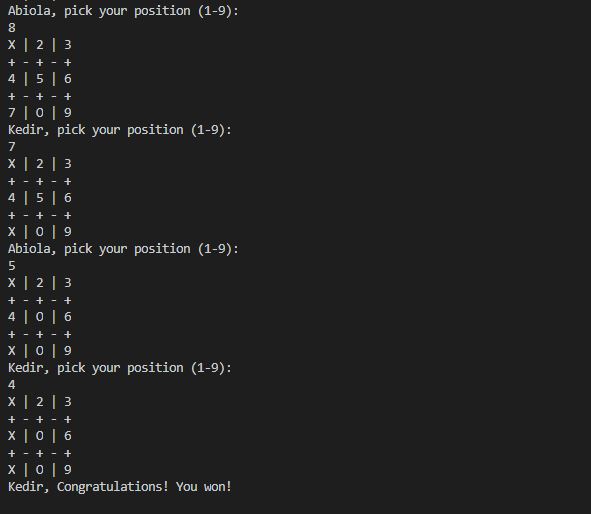 Abiola, pick your position (1-9):
8
X | 2 | 3
+ - + - +
4 | 5 | 6
+ - + - +
7 | O | 9
Kedir, pick your position (1-9):
7
X | 2 | 3
+ - + - +
4 | 5 | 6
+ - + - +
X | O | 9
Abiola, pick your position (1-9):
5
X | 2 | 3
+ - + - +
4 | O | 6
+ - + - +
X | O | 9
Kedir, pick your position (1-9):
4
X | 2 | 3
+ - + - +
X | O | 6
+ - + - +
X | O | 9
Kedir, Congratulations! You won!